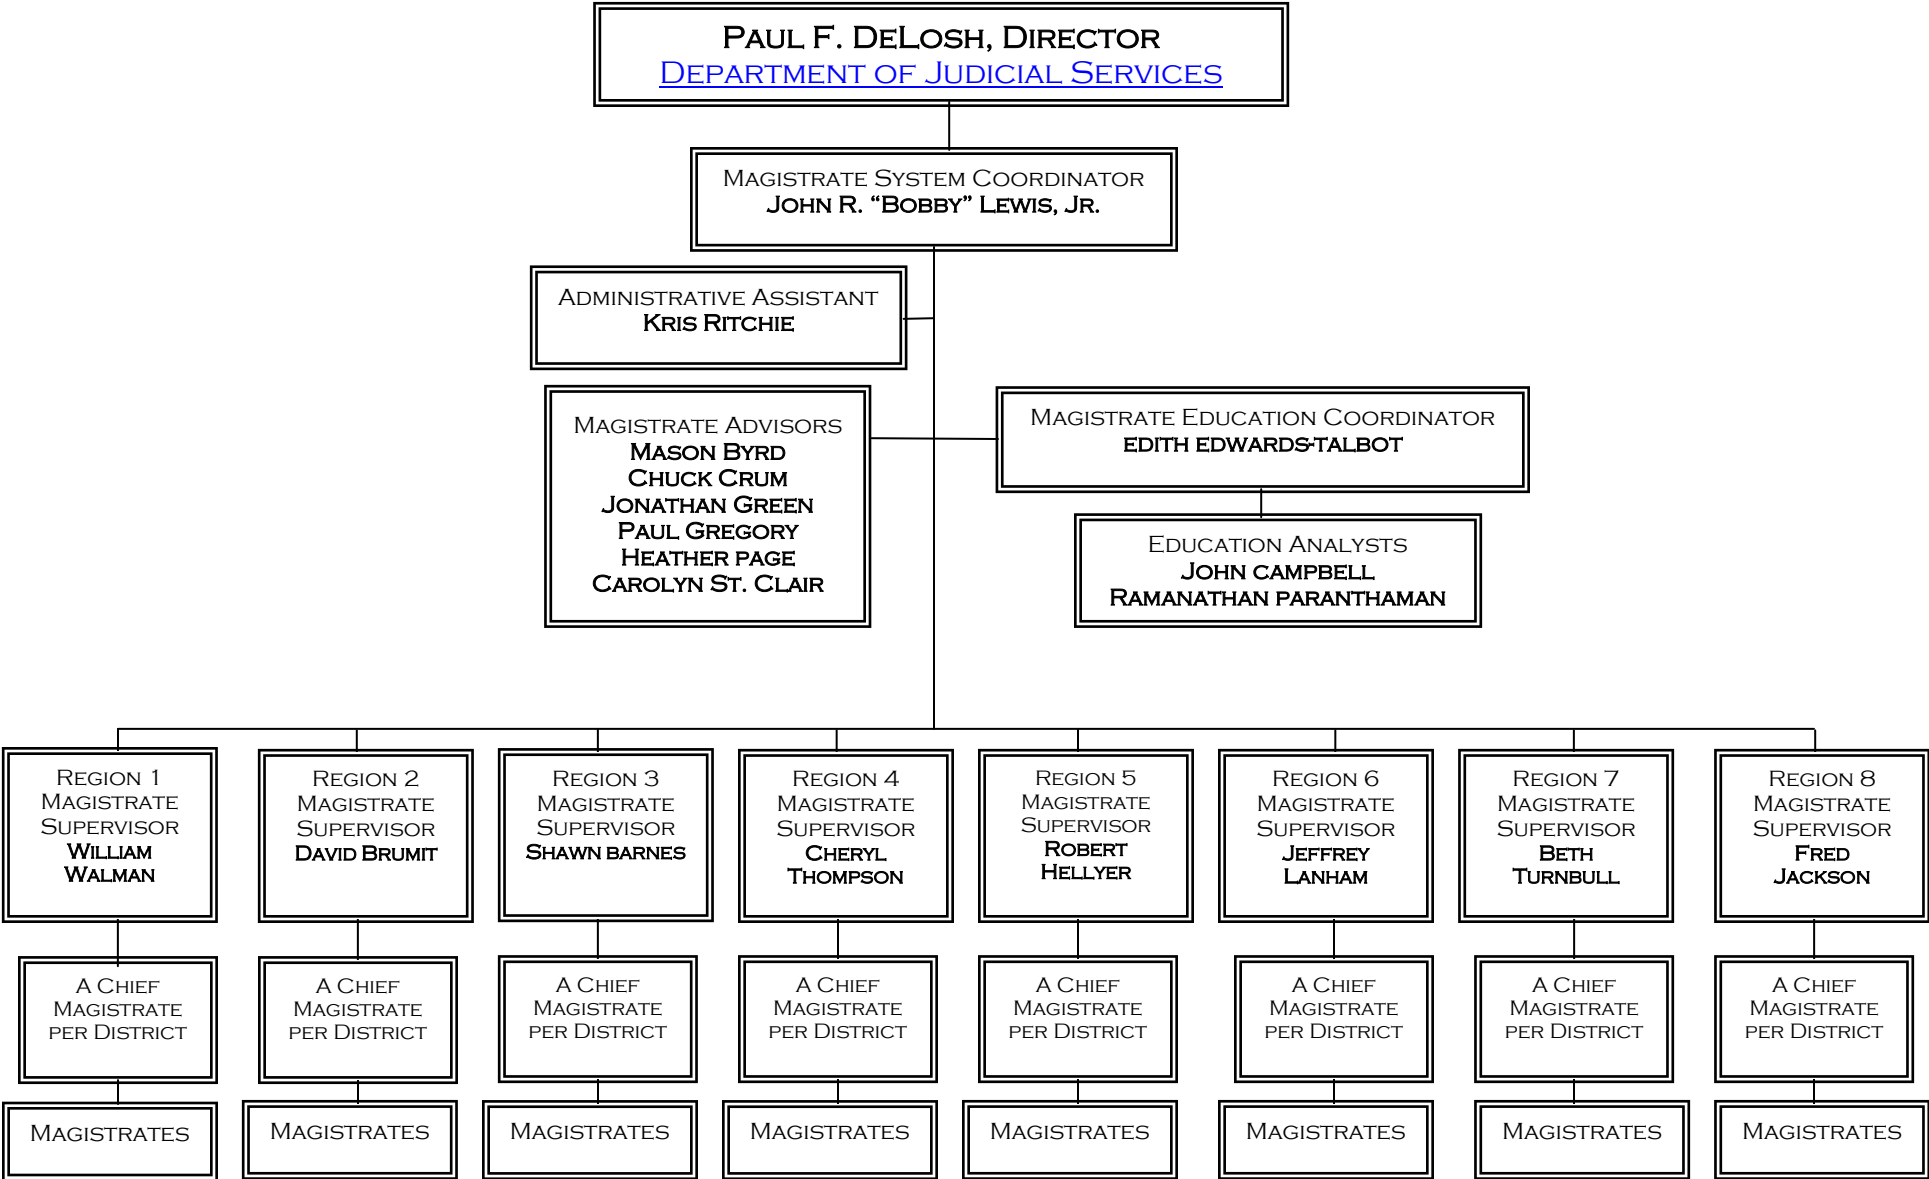 Paul F. DeLosh, Director
Department of Judicial Services
Magistrate System Coordinator
John R. “Bobby” Lewis, Jr.
Administrative Assistant
Kris Ritchie
Magistrate Advisors
Mason Byrd
Chuck Crum
Jonathan Green
Paul Gregory
Heather page
Carolyn St. Clair
Magistrate Education Coordinator
edith edwards-talbot
Education Analysts
John campbell
Ramanathan paranthaman
Region 1
Magistrate
Supervisor
William
Walman
Region 2
Magistrate
Supervisor
David Brumit
Region 3
Magistrate
Supervisor
Shawn barnes
Region 4
Magistrate
Supervisor
Cheryl
Thompson
Region 5
Magistrate
Supervisor
Robert
Hellyer
Region 6
Magistrate
Supervisor
Jeffrey
Lanham
Region 7
Magistrate
Supervisor
Beth
Turnbull
Region 8
Magistrate
Supervisor
Fred
Jackson
A Chief
Magistrate
per District
A Chief
Magistrate
per District
A Chief
Magistrate
per District
A Chief
Magistrate
per District
A Chief
Magistrate
per District
A Chief
Magistrate
per District
A Chief
Magistrate
per District
A Chief
Magistrate
per District
Magistrates
Magistrates
Magistrates
Magistrates
Magistrates
Magistrates
Magistrates
Magistrates